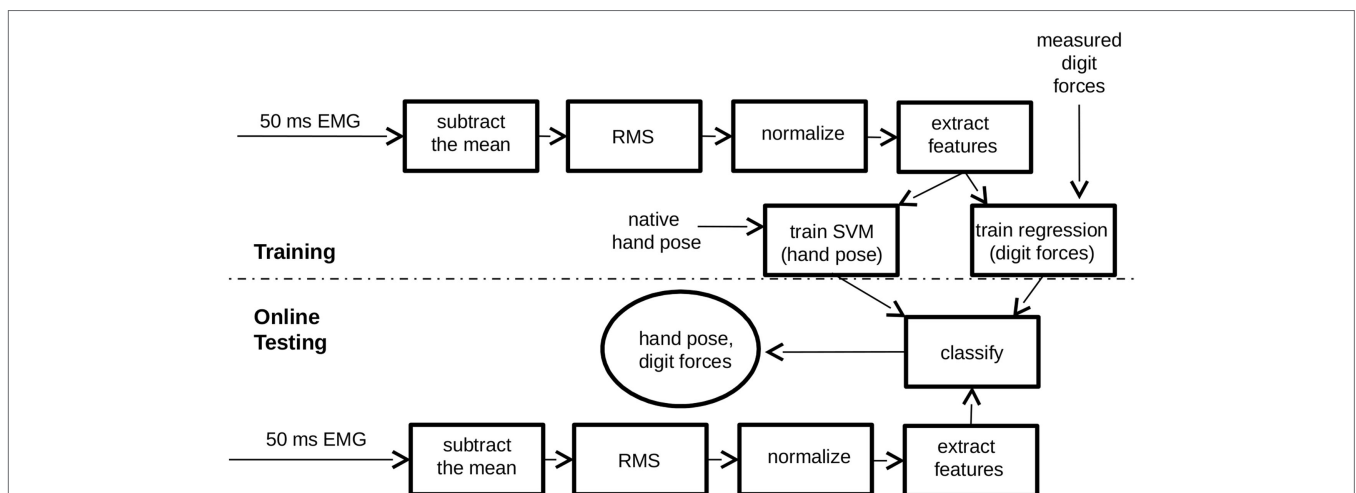 measured
digit
forces
50 ms EMG
subtract
the mean
RMS
normalize
extract
features
native
hand pose
train SVM
(hand pose)
train regression
(digit forces)
Training
Online
Testing
hand pose,
digit forces
classify
50 ms EMG
subtract
the mean
RMS
normalize
extract
features